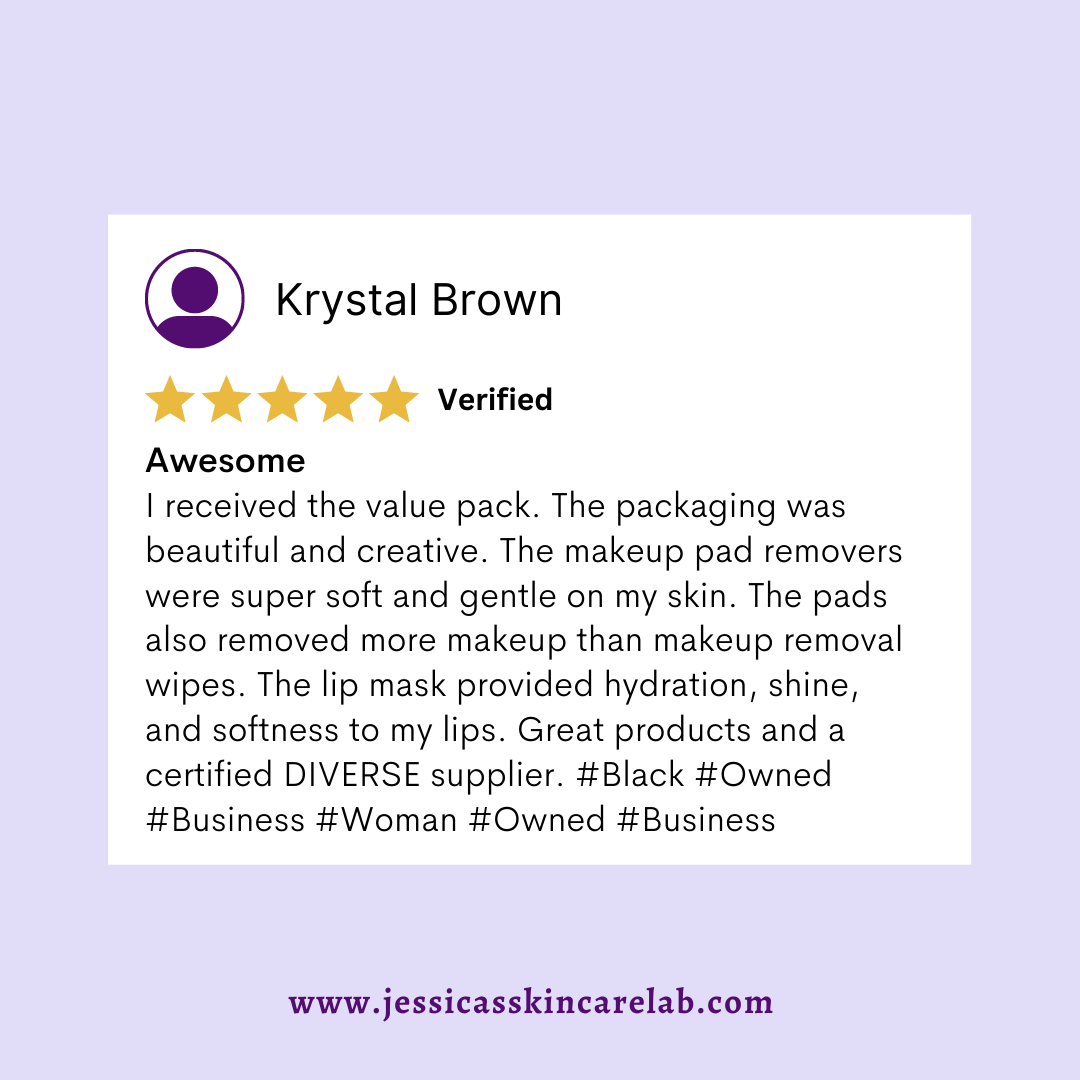 Krystal Brown
Verified
Awesome
I received the value pack. The packaging was
beautiful and creative. The makeup pad removers
were super soft and gentle on my skin. The pads
also removed more makeup than makeup removal
wipes. The lip mask provided hydration, shine,
and softness to my lips. Great products and a
certified DIVERSE supplier. #Black #Owned
#Business #Woman #Owned #Business
www.jessicasskincarelab.com